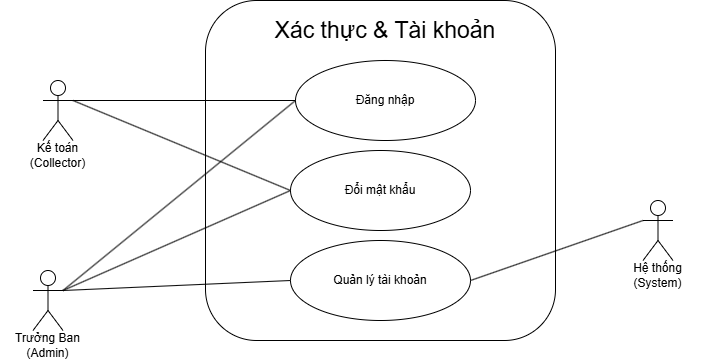 Xác thực & Tài khoản
Đăng nhập
Kế toán
(Collector)
Đổi mật khẩu
Quản lý tài khoản
Hệ thống
(System)
Trưởng Ban
(Admin)